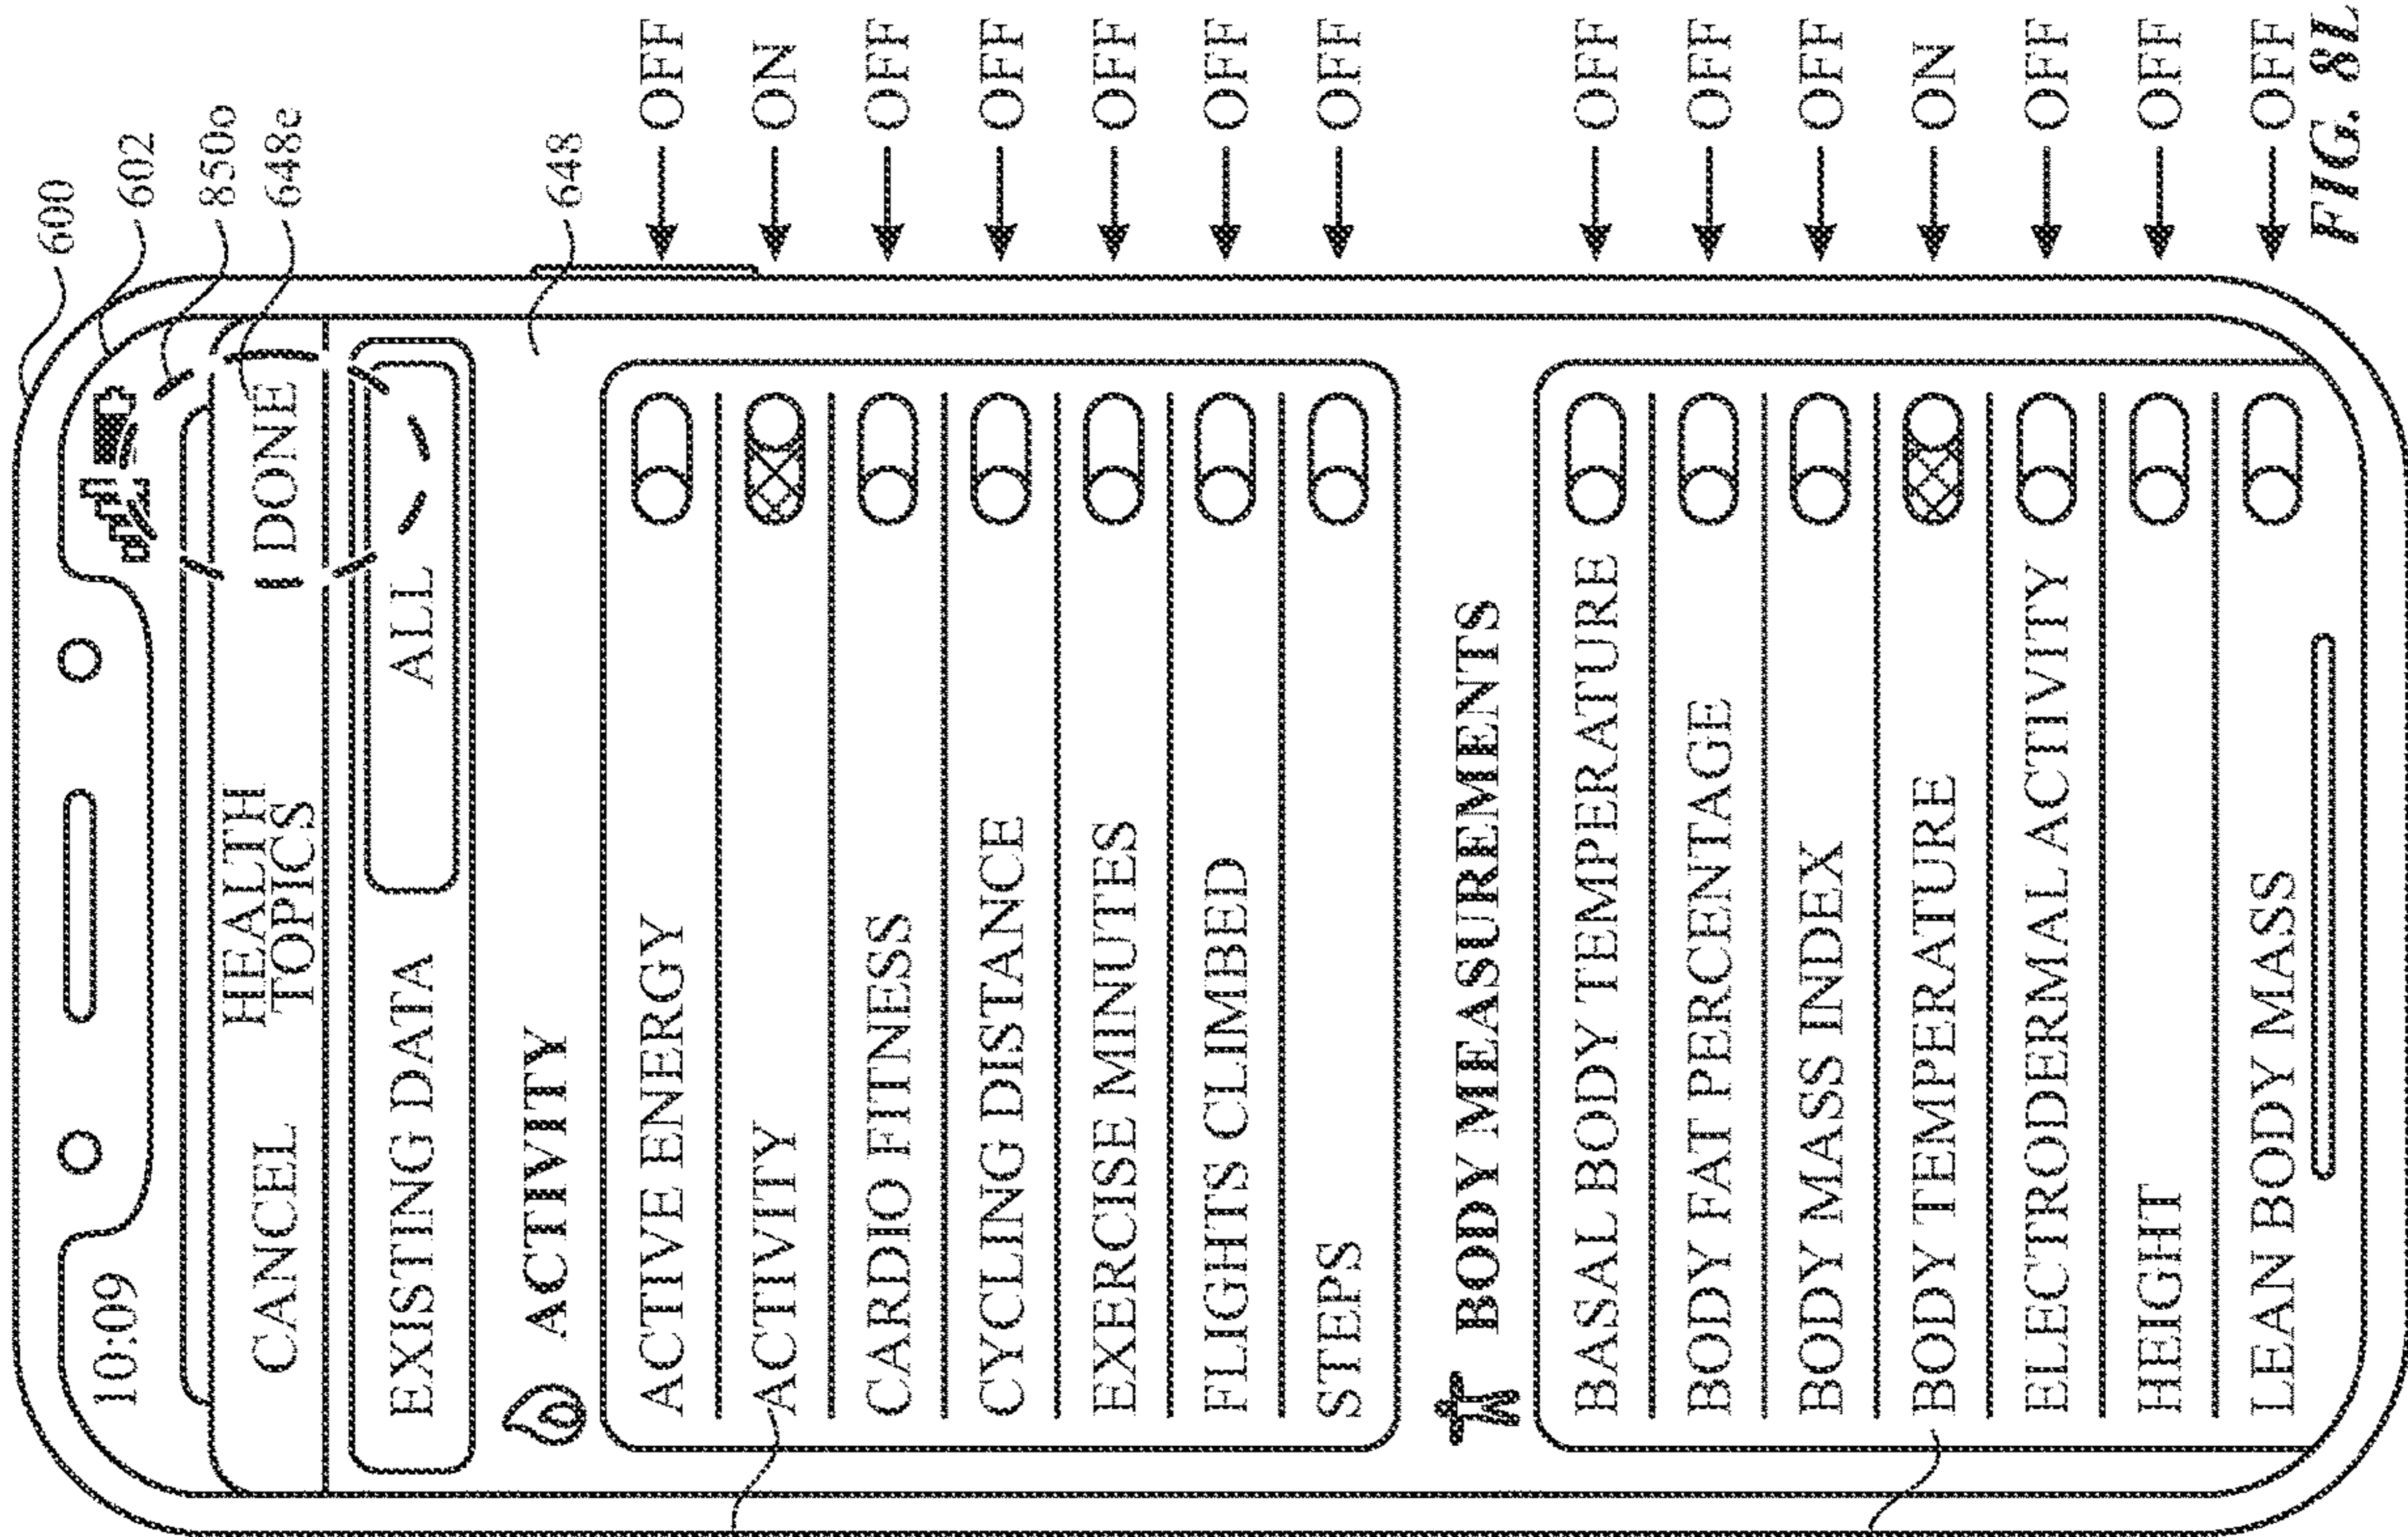 600
602
850o
648e
10:09
CANCEL
HEALTH
TOPICS
DONE
EXISTING DATA
ALL
648
ACTIVITY
ACTIVE ENERGY
OFF
ACTIVITY
ON
CARDIO FITNESS
OFF
CYCLING DISTANCE
OFF
EXERCISE MINUTES
OFF
FLIGHTS CLIMBED
OFF
STEPS
OFF
BODY MEASUREMENTS
BASAL BODY TEMPERATURE
OFF
BODY FAT PERCENTAGE
OFF
BODY MASS INDEX
OFF
BODY TEMPERATURE
ON
ELECTRODERMAL ACTIVITY
OFF
HEIGHT
OFF
LEAN BODY MASS
OFF
FIG. 8L